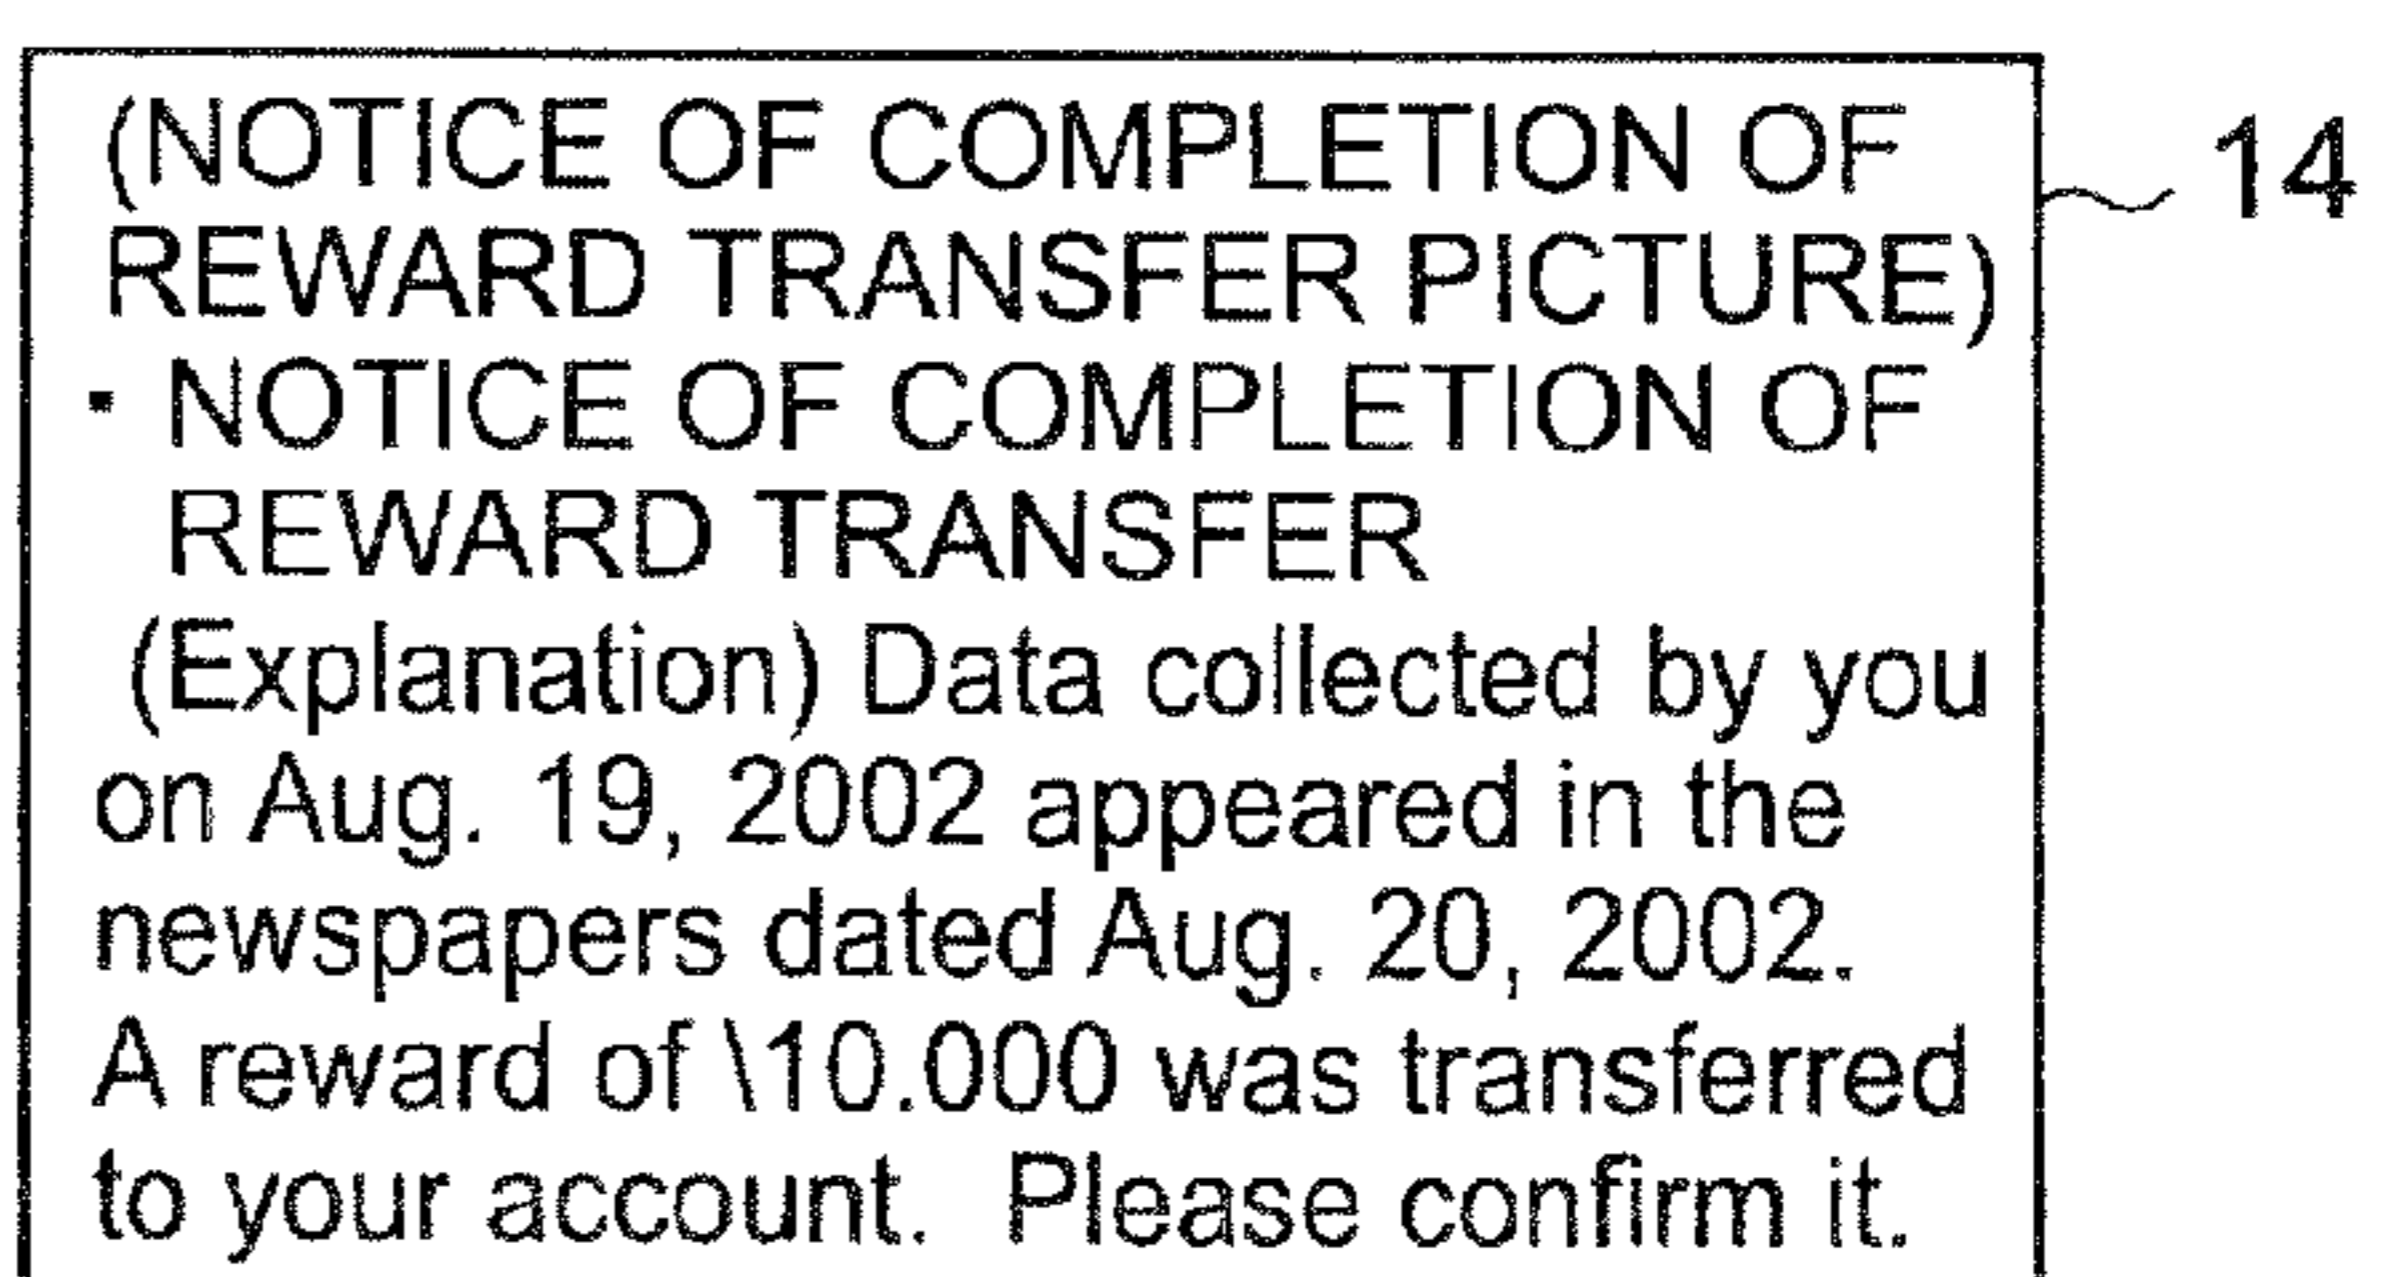 (NOTICE OF COMPLETION OF
REWARD TRANSFER PICTURE)
14
· NOTICE OF COMPLETION OF
REWARD TRANSFER
(Explanation) Data collected by you
on Aug. 19, 2002 appeared in the
newspapers dated Aug. 20, 2002.
A reward of \10.000 was transferred
to your account. Please confirm it.